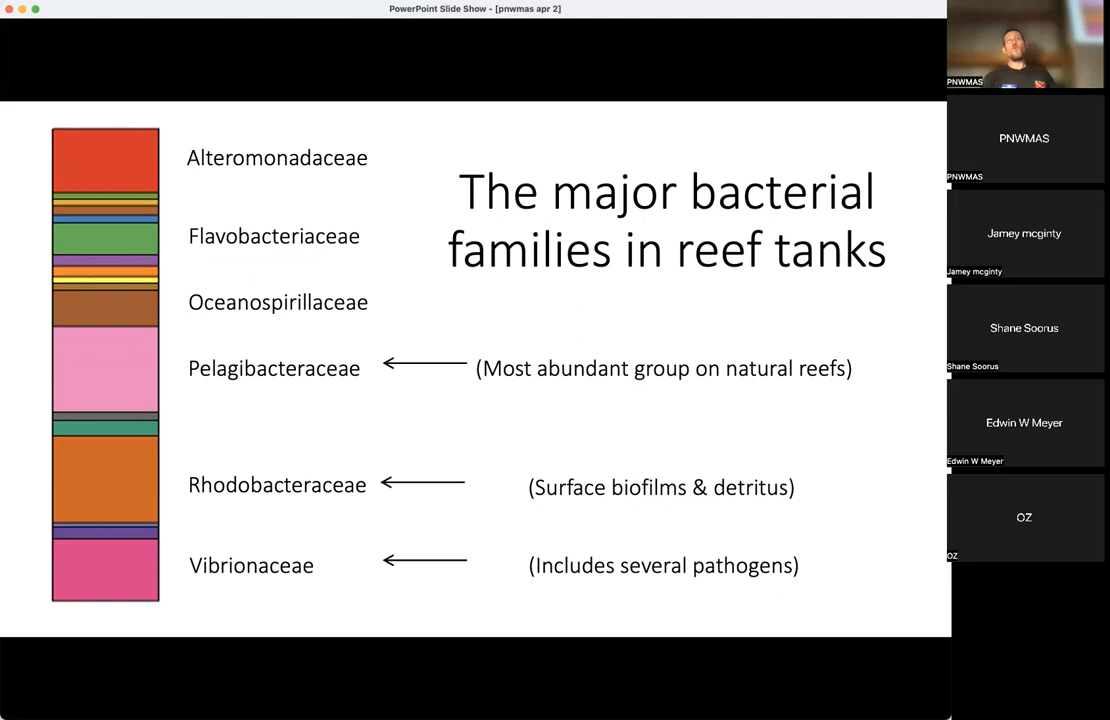 PowerPoint Slide Show - [pnwmas apr 2]
Alteromonadaceae
The major bacterial
families in reef tanks
Flavobacteriaceae
Oceanospirillaceae
Pelagibacteraceae
(Most abundant group on natural reefs)
Rhodobacteraceae
(Surface biofilms & detritus)
Vibrionaceae
(Includes several pathogens)
PNWMAS
PNWMAS
PNWMAS
Jamey mcginty
Jamey mcginty
Shane Soorus
Shane Soorus
Edwin W Meyer
Edwin W Meyer
OZ
OZ